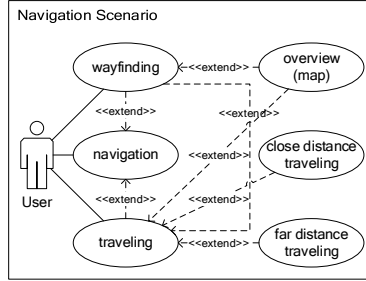 Navigation Scenario
wayfinding
<<extend>>
overview
(map)
<<extend>>
<<extend>>
User
navigation
<<extend>>
close distance
traveling
<<extend>>
<<extend>>
traveling
<<extend>>
far distance
traveling